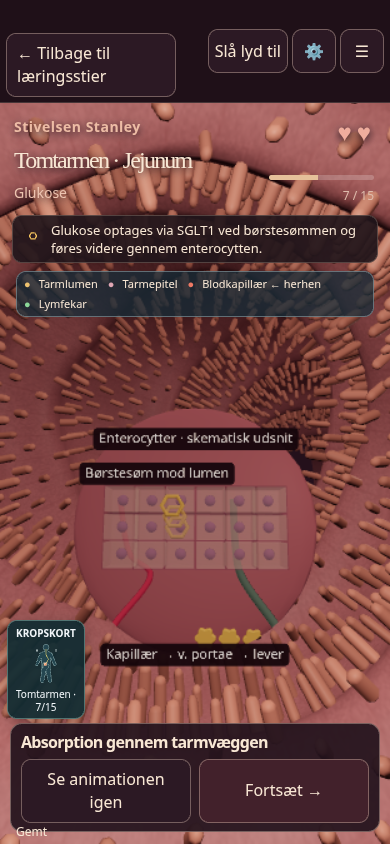 ← Tilbage til
læringsstier
Slå lyd til
Stivelsen Stanley
Tomtarmen · Jejunum
Glukose
7 / 15
Glukose optages via SGLT1 ved børstesømmen og
føres videre gennem enterocytten.
Tarmlumen
Tarmepitel
Blodkapillær ← herhen
Lymfekar
Enterocytter · skematisk udsnit
Børstesøm mod lumen
Kapillær → v. portae → lever
KROPSKORT
Tomtarmen ·
7/15
Absorption gennem tarmvæggen
Se animationen
igen
Fortsæt →
Gemt